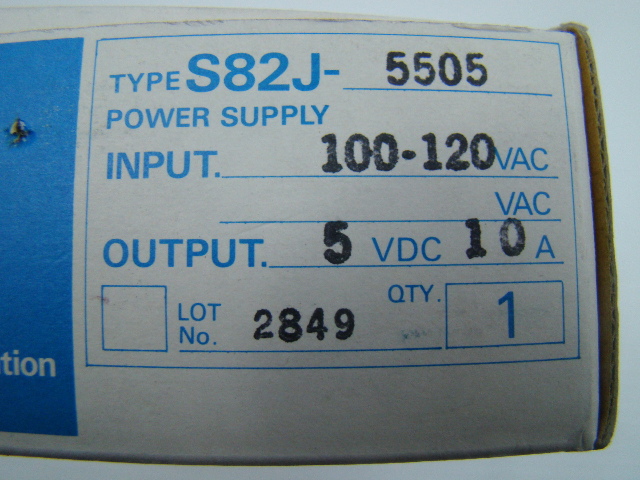 TYPE S82J- 5505
POWER SUPPLY
INPUT. 100-120 VAC
VAC
OUTPUT. 5 VDC 10 A
LOT No. 2849 QTY. 1